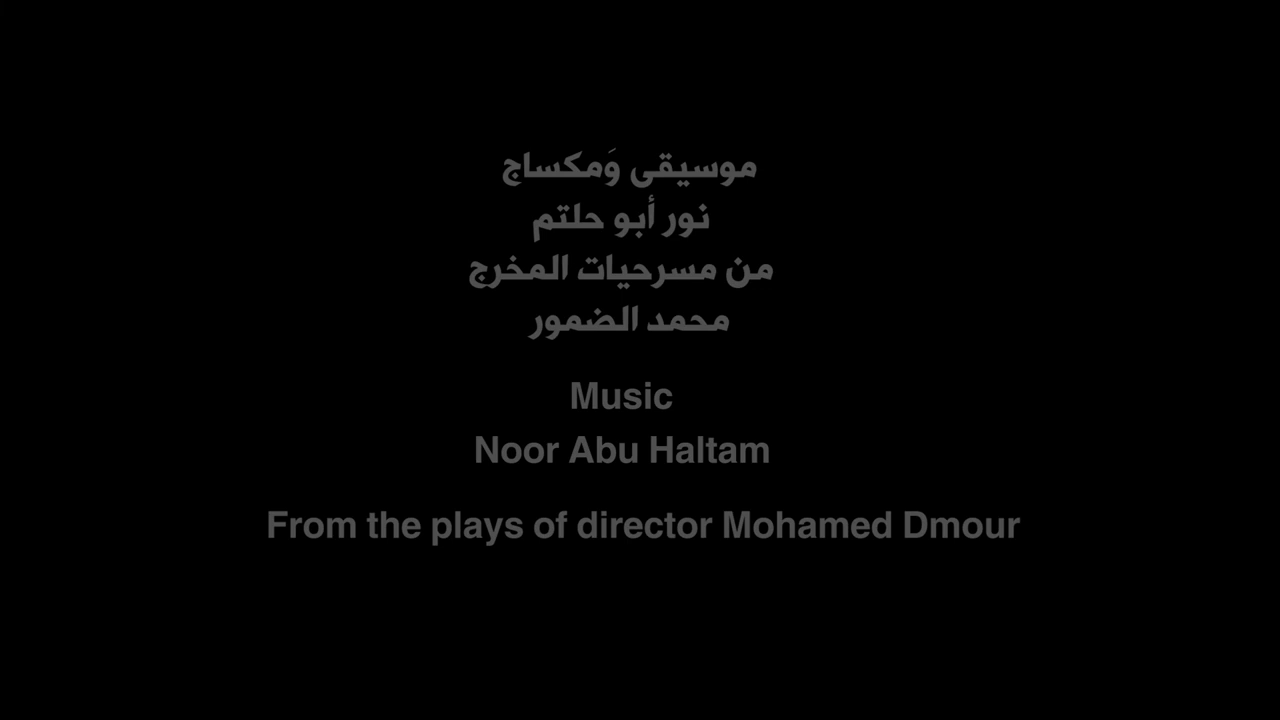 موسيقى وَمكساج
نور أبو حلتم
من مسرحيات المخرج
محمد الضمور
Music
Noor Abu Haltam
From the plays of director Mohamed Dmour